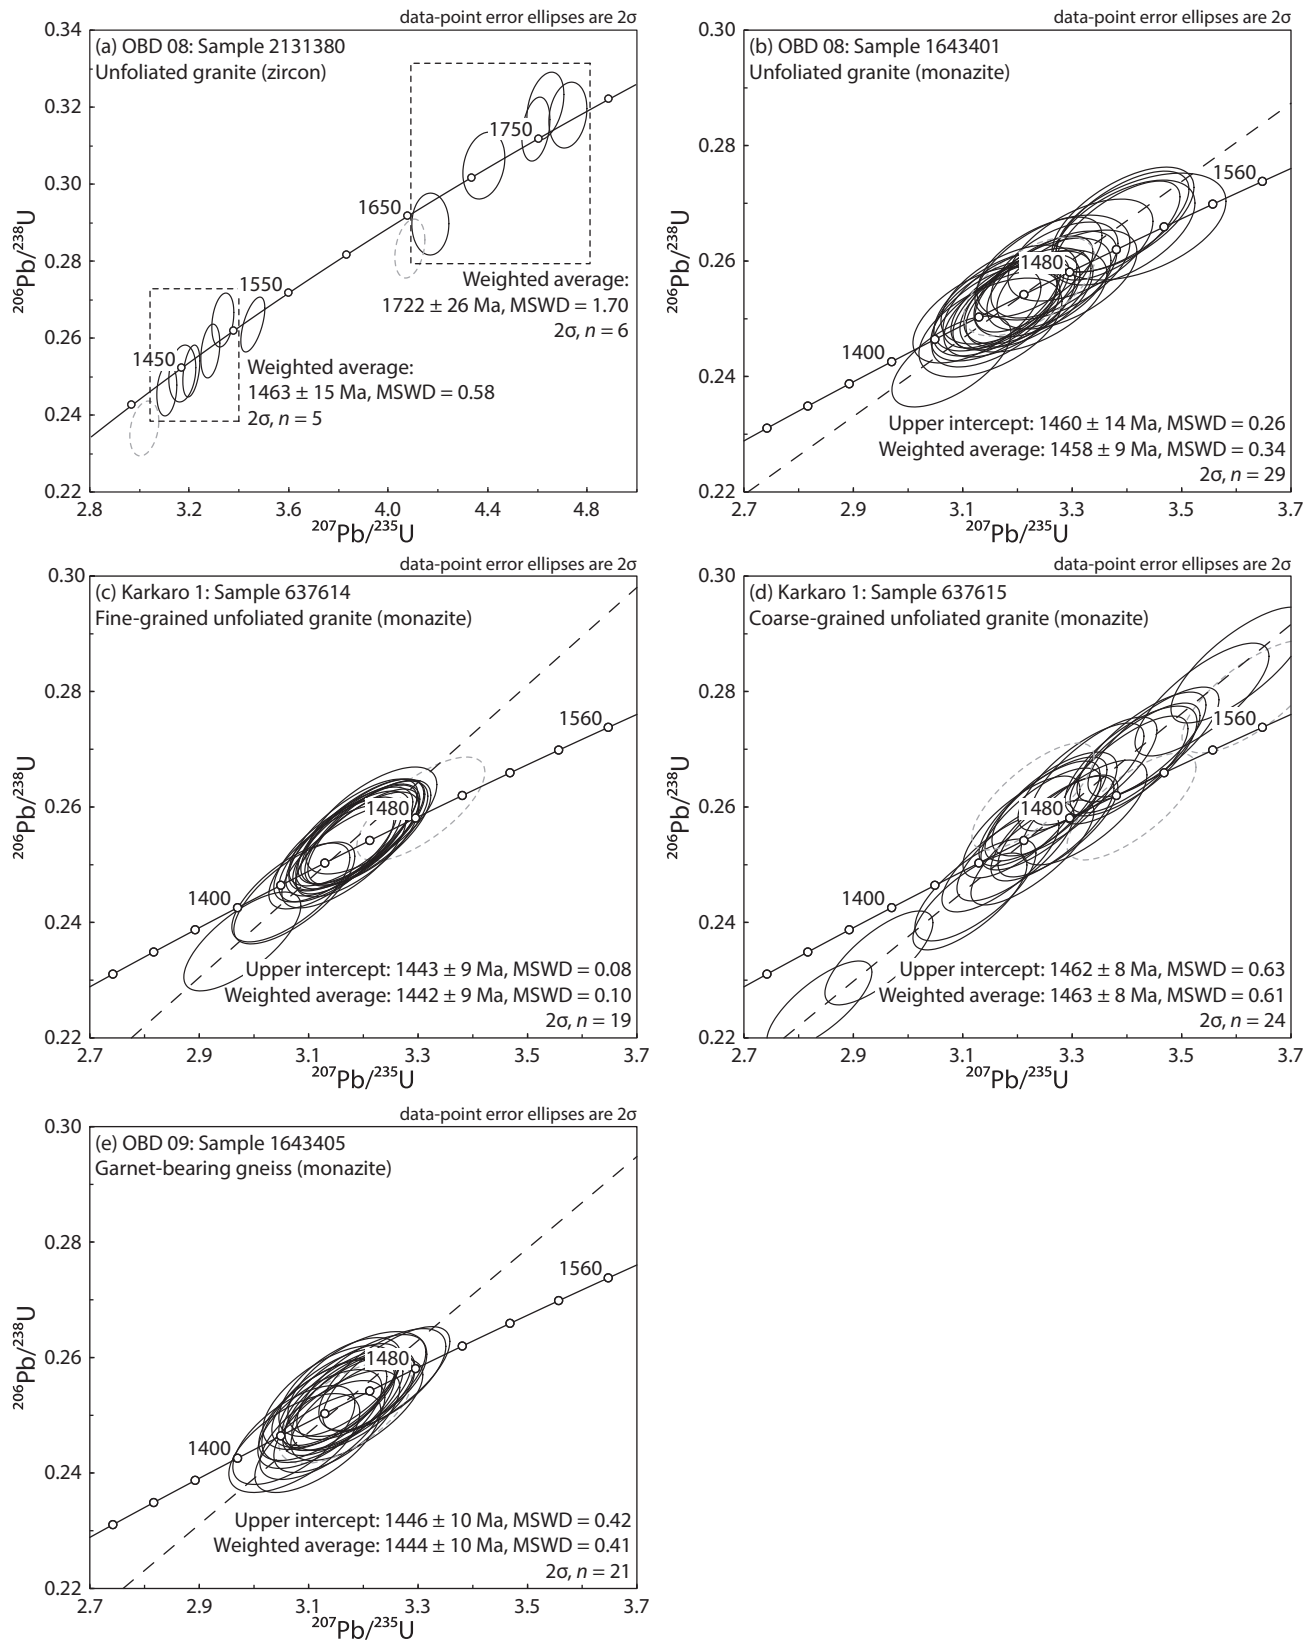 data-point error ellipses are 2σ
(a) OBD 08: Sample 2131380
Unfoliated granite (zircon)
0.34
0.32
0.30
0.28
0.26
0.24
0.22
²⁰⁶Pb/²³⁸U
1750
1650
1550
1450
Weighted average:
1722 ± 26 Ma, MSWD = 1.70
2σ, n = 6
Weighted average:
1463 ± 15 Ma, MSWD = 0.58
2σ, n = 5
2.8 3.2 3.6 4.0 4.4 4.8
²⁰⁷Pb/²³⁵U
data-point error ellipses are 2σ
(b) OBD 08: Sample 1643401
Unfoliated granite (monazite)
0.30
0.28
0.26
0.24
0.22
²⁰⁶Pb/²³⁸U
1560
1480
1400
Upper intercept: 1460 ± 14 Ma, MSWD = 0.26
Weighted average: 1458 ± 9 Ma, MSWD = 0.34
2σ, n = 29
2.7 2.9 3.1 3.3 3.5 3.7
²⁰⁷Pb/²³⁵U
data-point error ellipses are 2σ
(c) Karkaro 1: Sample 637614
Fine-grained unfoliated granite (monazite)
0.30
0.28
0.26
0.24
0.22
²⁰⁶Pb/²³⁸U
1560
1480
1400
Upper intercept: 1443 ± 9 Ma, MSWD = 0.08
Weighted average: 1442 ± 9 Ma, MSWD = 0.10
2σ, n = 19
2.7 2.9 3.1 3.3 3.5 3.7
²⁰⁷Pb/²³⁵U
data-point error ellipses are 2σ
(d) Karkaro 1: Sample 637615
Coarse-grained unfoliated granite (monazite)
0.30
0.28
0.26
0.24
0.22
²⁰⁶Pb/²³⁸U
1560
1480
1400
Upper intercept: 1462 ± 8 Ma, MSWD = 0.63
Weighted average: 1463 ± 8 Ma, MSWD = 0.61
2σ, n = 24
2.7 2.9 3.1 3.3 3.5 3.7
²⁰⁷Pb/²³⁵U
data-point error ellipses are 2σ
(e) OBD 09: Sample 1643405
Garnet-bearing gneiss (monazite)
0.30
0.28
0.26
0.24
0.22
²⁰⁶Pb/²³⁸U
1560
1480
1400
Upper intercept: 1446 ± 10 Ma, MSWD = 0.42
Weighted average: 1444 ± 10 Ma, MSWD = 0.41
2σ, n = 21
2.7 2.9 3.1 3.3 3.5 3.7
²⁰⁷Pb/²³⁵U